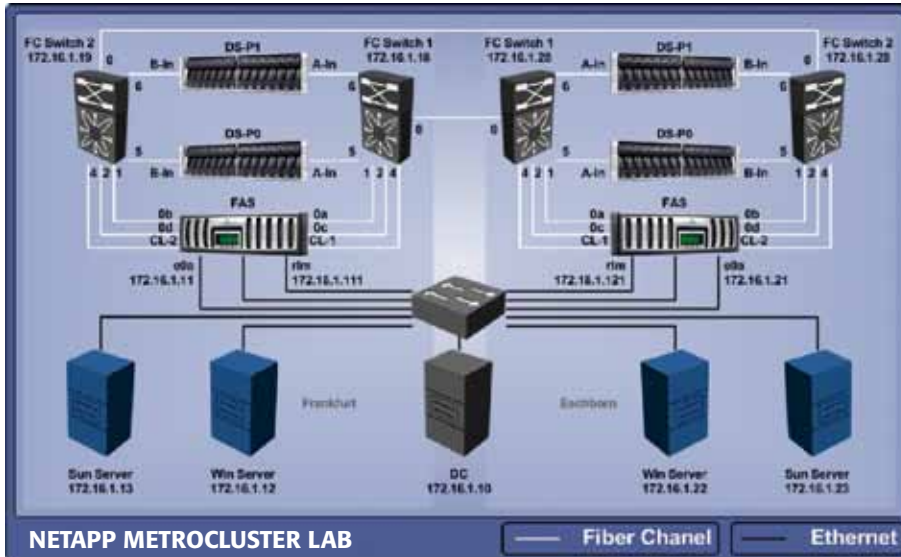 FC Switch 2
172.16.1.19
0
DS-P1
FC Switch 1
172.16.1.18
FC Switch 1
172.16.1.28
DS-P1
FC Switch 2
172.16.1.28
0
B-In
A-In
A-In
B-In
6
6
6
6
DS-P0
0
0
DS-P0
5
5
5
5
4 2 1
B-In
A-In
1 2 4
4 2 1
A-In
B-In
1 2 4
FAS
FAS
0b
0d
CL-2
0a
0c
CL-1
0a
0c
CL-1
0b
0d
CL-2
e0a
172.16.1.11
rlm
172.16.1.111
rlm
172.16.1.121
e0a
172.16.1.21
Frankfurt
Eschborn
Sun Server
172.16.1.13
Win Server
172.16.1.12
DC
172.16.1.10
Win Server
172.16.1.22
Sun Server
172.16.1.23
NETAPP METROCLUSTER LAB
Fiber Chanel
Ethernet